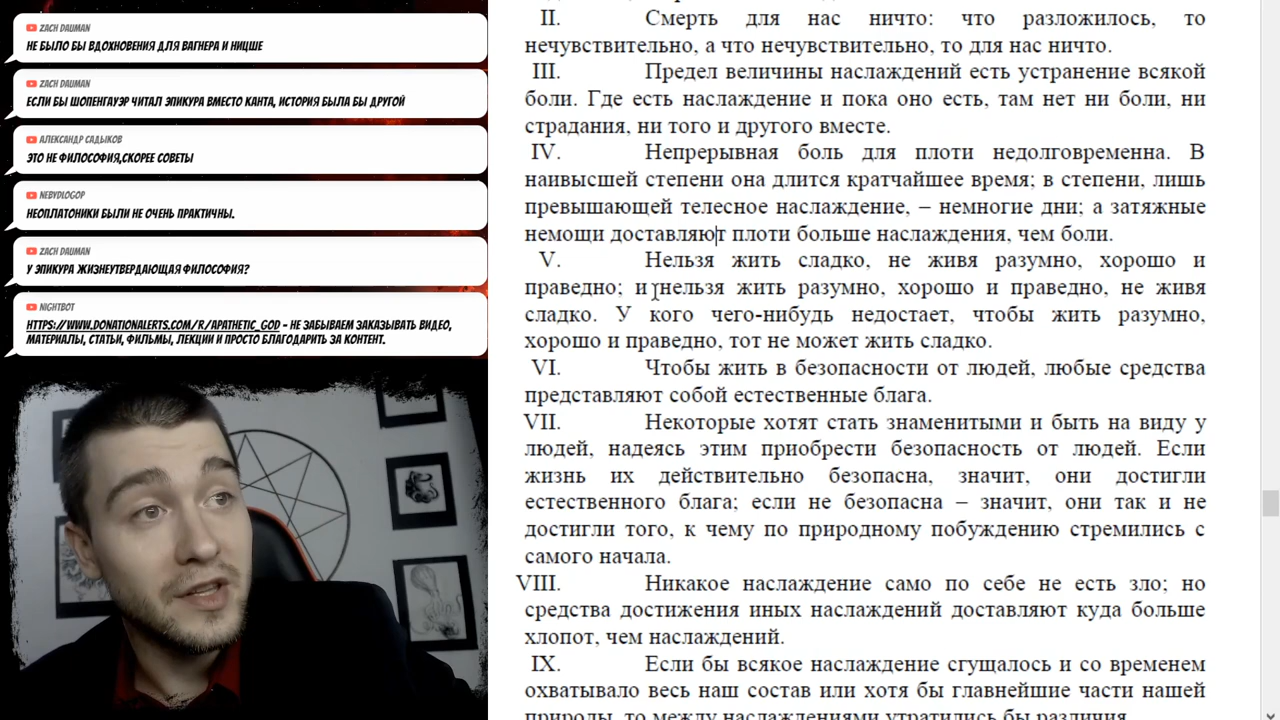 ZACH DAUMAN
НЕ БЫЛО БЫ ВДОХНОВЕНИЯ ДЛЯ ВАГНЕРА И НИЦШЕ
ZACH DAUMAN
ЕСЛИ БЫ ШОПЕНГАУЭР ЧИТАЛ ЭПИКУРА ВМЕСТО КАНТА, ИСТОРИЯ БЫЛА БЫ ДРУГОЙ
АЛЕКСАНДР САДЫКОВ
ЭТО НЕ ФИЛОСОФИЯ,СКОРЕЕ СОВЕТЫ
NEBYDLOGOP
НЕОПЛАТОНИКИ БЫЛИ НЕ ОЧЕНЬ ПРАКТИЧНЫ.
ZACH DAUMAN
У ЭПИКУРА ЖИЗНЕУТВЕРДАЮЩАЯ ФИЛОСОФИЯ?
NIGHTBOT
HTTPS://WWW.DONATIONALERTS.COM/R/APATHETIC_GOD - НЕ ЗАБЫВАЕМ ЗАКАЗЫВАТЬ ВИДЕО,
МАТЕРИАЛЫ, СТАТЬИ, ФИЛЬМЫ, ЛЕКЦИИ И ПРОСТО БЛАГОДАРИТЬ ЗА КОНТЕНТ.
II. Смерть для нас ничто: что разложилось, то
нечувствительно, а что нечувствительно, то для нас ничто.
III. Предел величины наслаждений есть устранение всякой
боли. Где есть наслаждение и пока оно есть, там нет ни боли, ни
страдания, ни того и другого вместе.
IV. Непрерывная боль для плоти недолговременна. В
наивысшей степени она длится кратчайшее время; в степени, лишь
превышающей телесное наслаждение, – немногие дни; а затяжные
немощи доставляют плоти больше наслаждения, чем боли.
V. Нельзя жить сладко, не живя разумно, хорошо и
праведно; и нельзя жить разумно, хорошо и праведно, не живя
сладко. У кого чего-нибудь недостает, чтобы жить разумно,
хорошо и праведно, тот не может жить сладко.
VI. Чтобы жить в безопасности от людей, любые средства
представляют собой естественные блага.
VII. Некоторые хотят стать знаменитыми и быть на виду у
людей, надеясь этим приобрести безопасность от людей. Если
жизнь их действительно безопасна, значит, они достигли
естественного блага; если не безопасна – значит, они так и не
достигли того, к чему по природному побуждению стремились с
самого начала.
VIII. Никакое наслаждение само по себе не есть зло; но
средства достижения иных наслаждений доставляют куда больше
хлопот, чем наслаждений.
IX. Если бы всякое наслаждение сгущалось и со временем
охватывало весь наш состав или хотя бы главнейшие части нашей
природы, то между наслаждениями утратились бы различия.